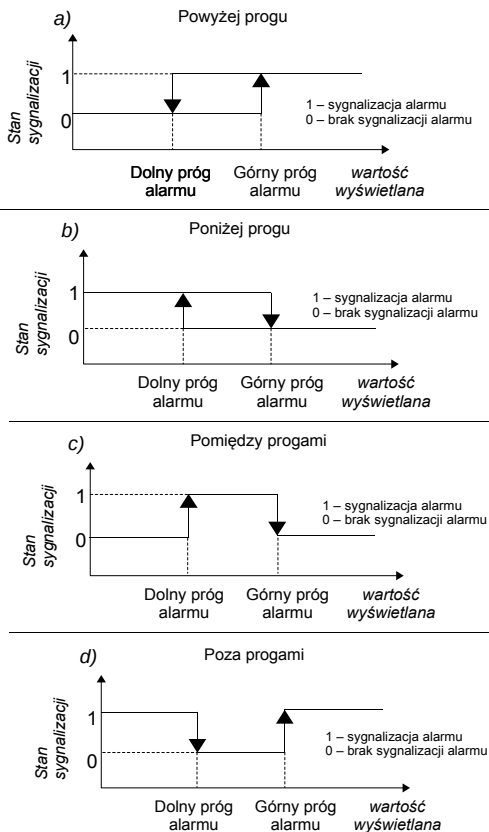 a) Powyżej progu
Stan
sygnalizacji
1
0
1 – sygnalizacja alarmu
0 – brak sygnalizacji alarmu
Dolny próg
alarmu
Górny próg
alarmu
wartość
wyświetlana
b) Poniżej progu
Stan
sygnalizacji
1
0
1 – sygnalizacja alarmu
0 – brak sygnalizacji alarmu
Dolny próg
alarmu
Górny próg
alarmu
wartość
wyświetlana
c) Pomiędzy progami
Stan
sygnalizacji
1
0
1 – sygnalizacja alarmu
0 – brak sygnalizacji alarmu
Dolny próg
alarmu
Górny próg
alarmu
wartość
wyświetlana
d) Poza progami
Stan
sygnalizacji
1
0
1 – sygnalizacja alarmu
0 – brak sygnalizacji alarmu
Dolny próg
alarmu
Górny próg
alarmu
wartość
wyświetlana